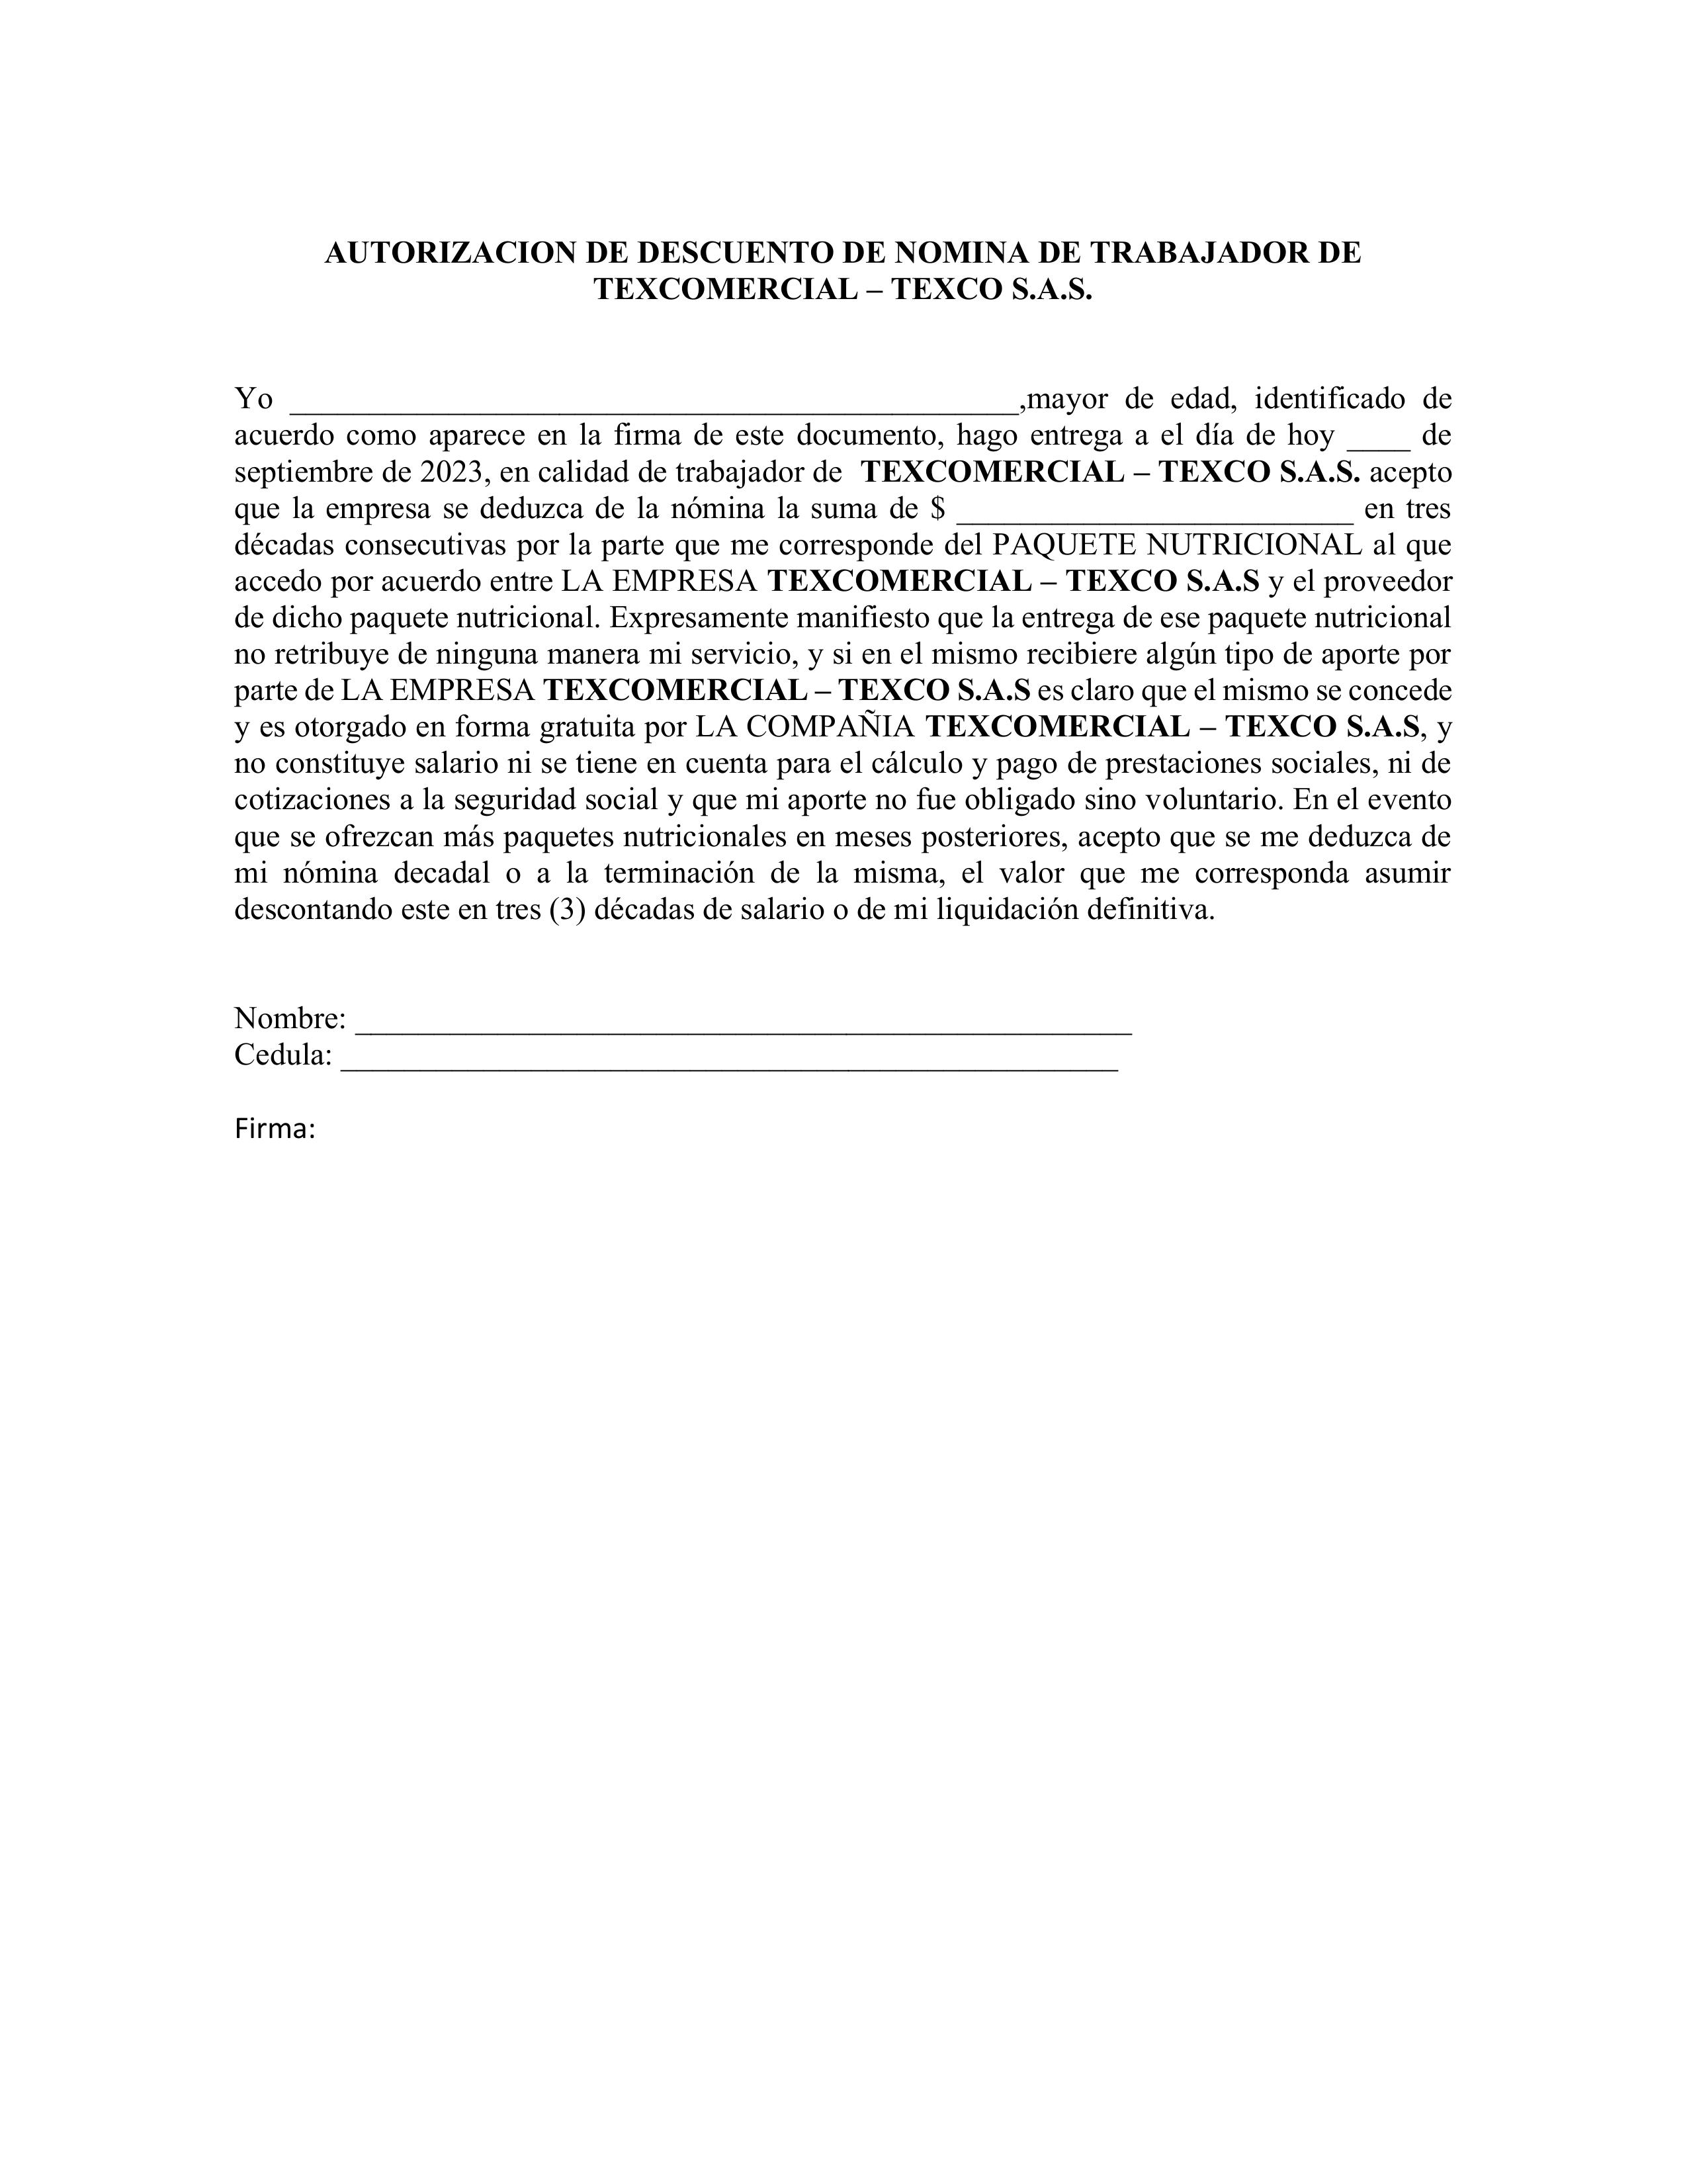 AUTORIZACION DE DESCUENTO DE NOMINA DE TRABAJADOR DE
TEXCOMERCIAL – TEXCO S.A.S.
Yo ______________________________________________,mayor de edad, identificado de
acuerdo como aparece en la firma de este documento, hago entrega a el día de hoy ____ de
septiembre de 2023, en calidad de trabajador de TEXCOMERCIAL – TEXCO S.A.S. acepto
que la empresa se deduzca de la nómina la suma de $ _________________________ en tres
décadas consecutivas por la parte que me corresponde del PAQUETE NUTRICIONAL al que
accedo por acuerdo entre LA EMPRESA TEXCOMERCIAL – TEXCO S.A.S y el proveedor
de dicho paquete nutricional. Expresamente manifiesto que la entrega de ese paquete nutricional
no retribuye de ninguna manera mi servicio, y si en el mismo recibiere algún tipo de aporte por
parte de LA EMPRESA TEXCOMERCIAL – TEXCO S.A.S es claro que el mismo se concede
y es otorgado en forma gratuita por LA COMPAÑIA TEXCOMERCIAL – TEXCO S.A.S, y
no constituye salario ni se tiene en cuenta para el cálculo y pago de prestaciones sociales, ni de
cotizaciones a la seguridad social y que mi aporte no fue obligado sino voluntario. En el evento
que se ofrezcan más paquetes nutricionales en meses posteriores, acepto que se me deduzca de
mi nómina decadal o a la terminación de la misma, el valor que me corresponda asumir
descontando este en tres (3) décadas de salario o de mi liquidación definitiva.
Nombre: _________________________________________________
Cedula: _________________________________________________
Firma: